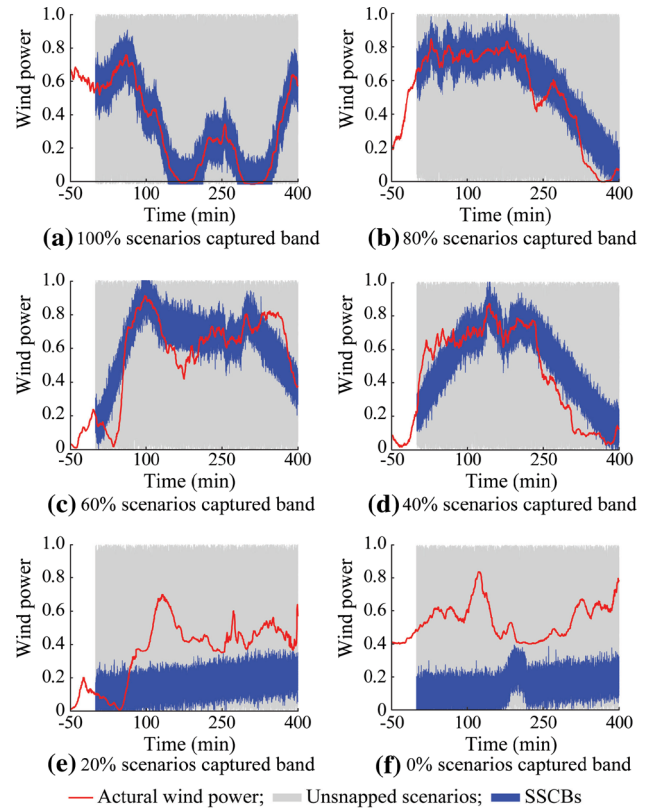 1.0 1.0
0.8 0.8
0.6 0.6
0.4 0.4
0.2 0.2
0 0
Wind power Wind power
-50 100 250 400 -50 100 250 400
Time (min) Time (min)
(a) 100% scenarios captured band (b) 80% scenarios captured band
1.0 1.0
0.8 0.8
0.6 0.6
0.4 0.4
0.2 0.2
0 0
Wind power Wind power
-50 100 250 400 -50 100 250 400
Time (min) Time (min)
(c) 60% scenarios captured band (d) 40% scenarios captured band
1.0 1.0
0.8 0.8
0.6 0.6
0.4 0.4
0.2 0.2
0 0
Wind power Wind power
-50 100 250 400 -50 100 250 400
Time (min) Time (min)
(e) 20% scenarios captured band (f) 0% scenarios captured band
Actural wind power; Unsnapped scenarios; SSCBs